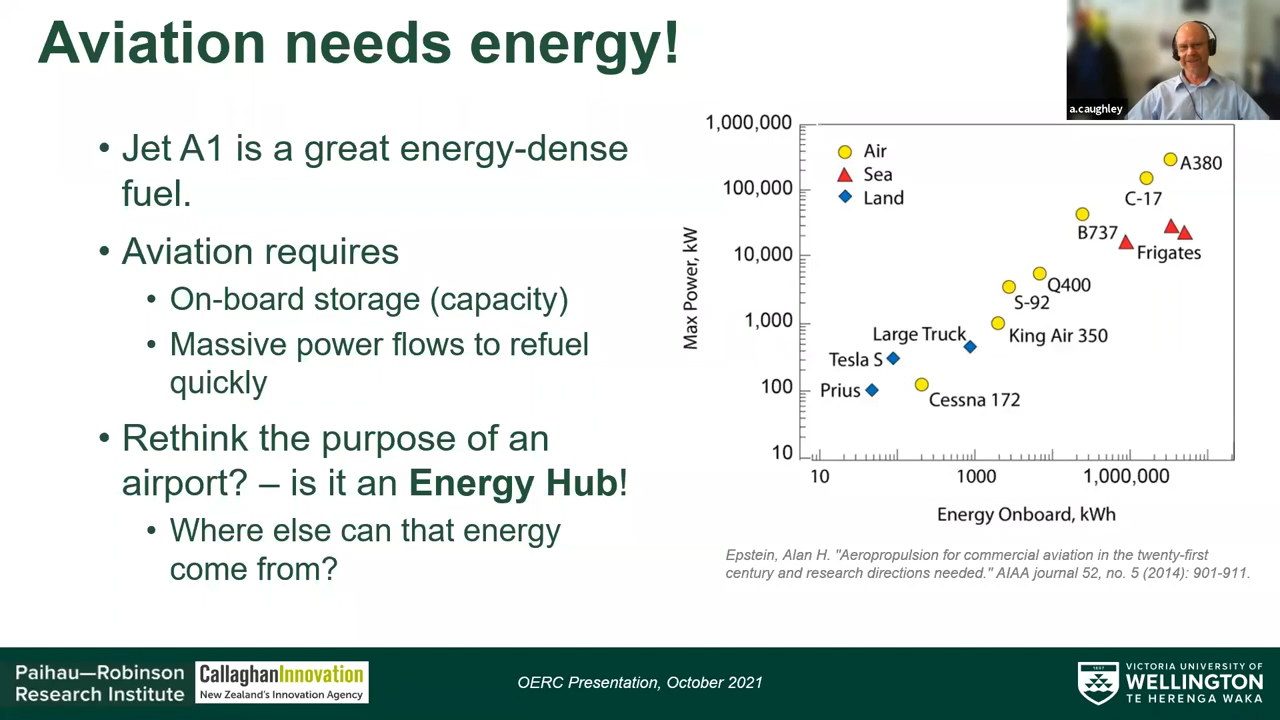 Aviation needs energy!
a.caughley
• Jet A1 is a great energy-dense
fuel.
• Aviation requires
• On-board storage (capacity)
• Massive power flows to refuel
quickly
• Rethink the purpose of an
airport? – is it an Energy Hub!
• Where else can that energy
come from?
Max Power, kW
1,000,000
100,000
10,000
1,000
100
10
Air
Sea
Land
A380
C-17
B737
Frigates
Q400
S-92
King Air 350
Large Truck
Tesla S
Prius
Cessna 172
10
1000
1,000,000
Energy Onboard, kWh
Epstein, Alan H. "Aeropropulsion for commercial aviation in the twenty-first
century and research directions needed." AIAA journal 52, no. 5 (2014): 901-911.
Paihau—Robinson
Research Institute
CallaghanInnovation
New Zealand's Innovation Agency
OERC Presentation, October 2021
1897
VICTORIA UNIVERSITY OF
WELLINGTON
TE HERENGA WAKA